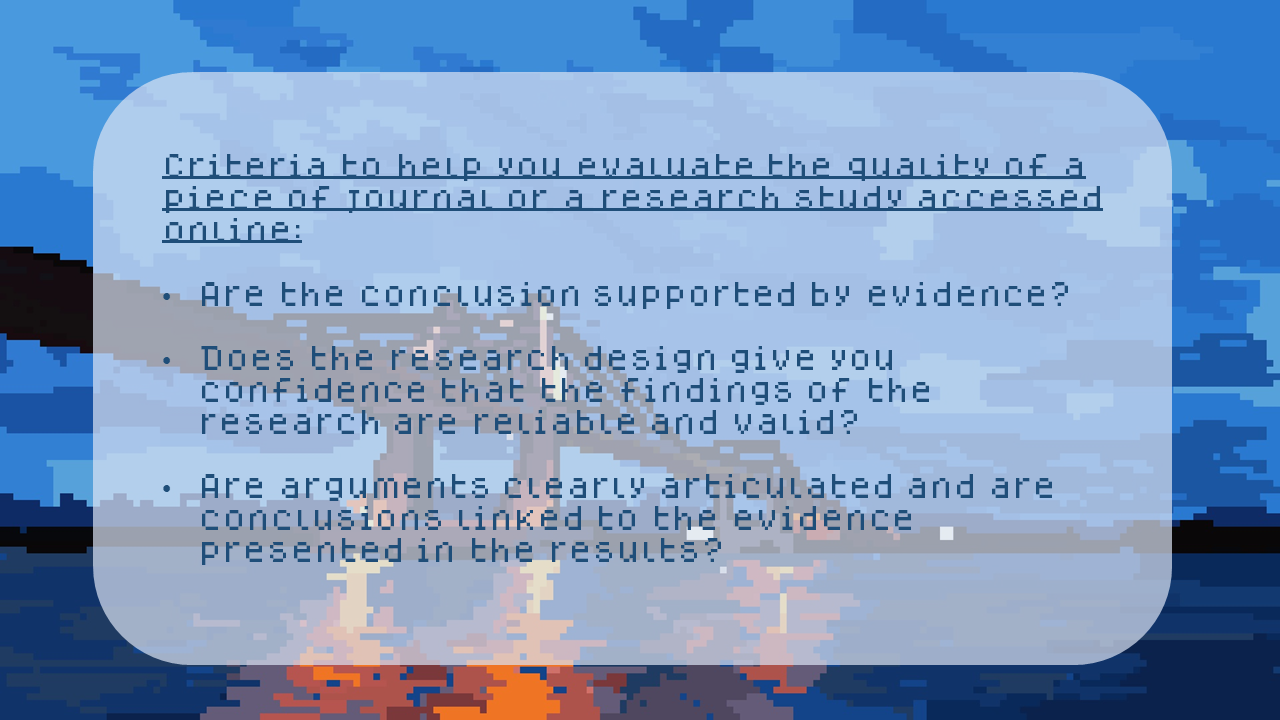 Criteria to help you evaluate the quality of a
piece of journal or a research study accessed
online:
• Are the conclusion supported by evidence?
• Does the research design give you
confidence that the findings of the
research are reliable and valid?
• Are arguments clearly articulated and are
conclusions linked to the evidence
presented in the results?